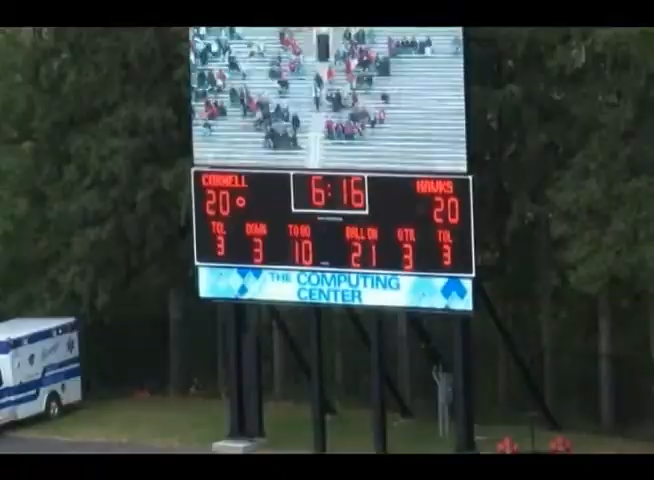 CORNELL 6:16 HAWKS
20 20
TOL DOWN TO GO BALL ON QTR TOL
3 3 10 21 3 3
THE COMPUTING
CENTER